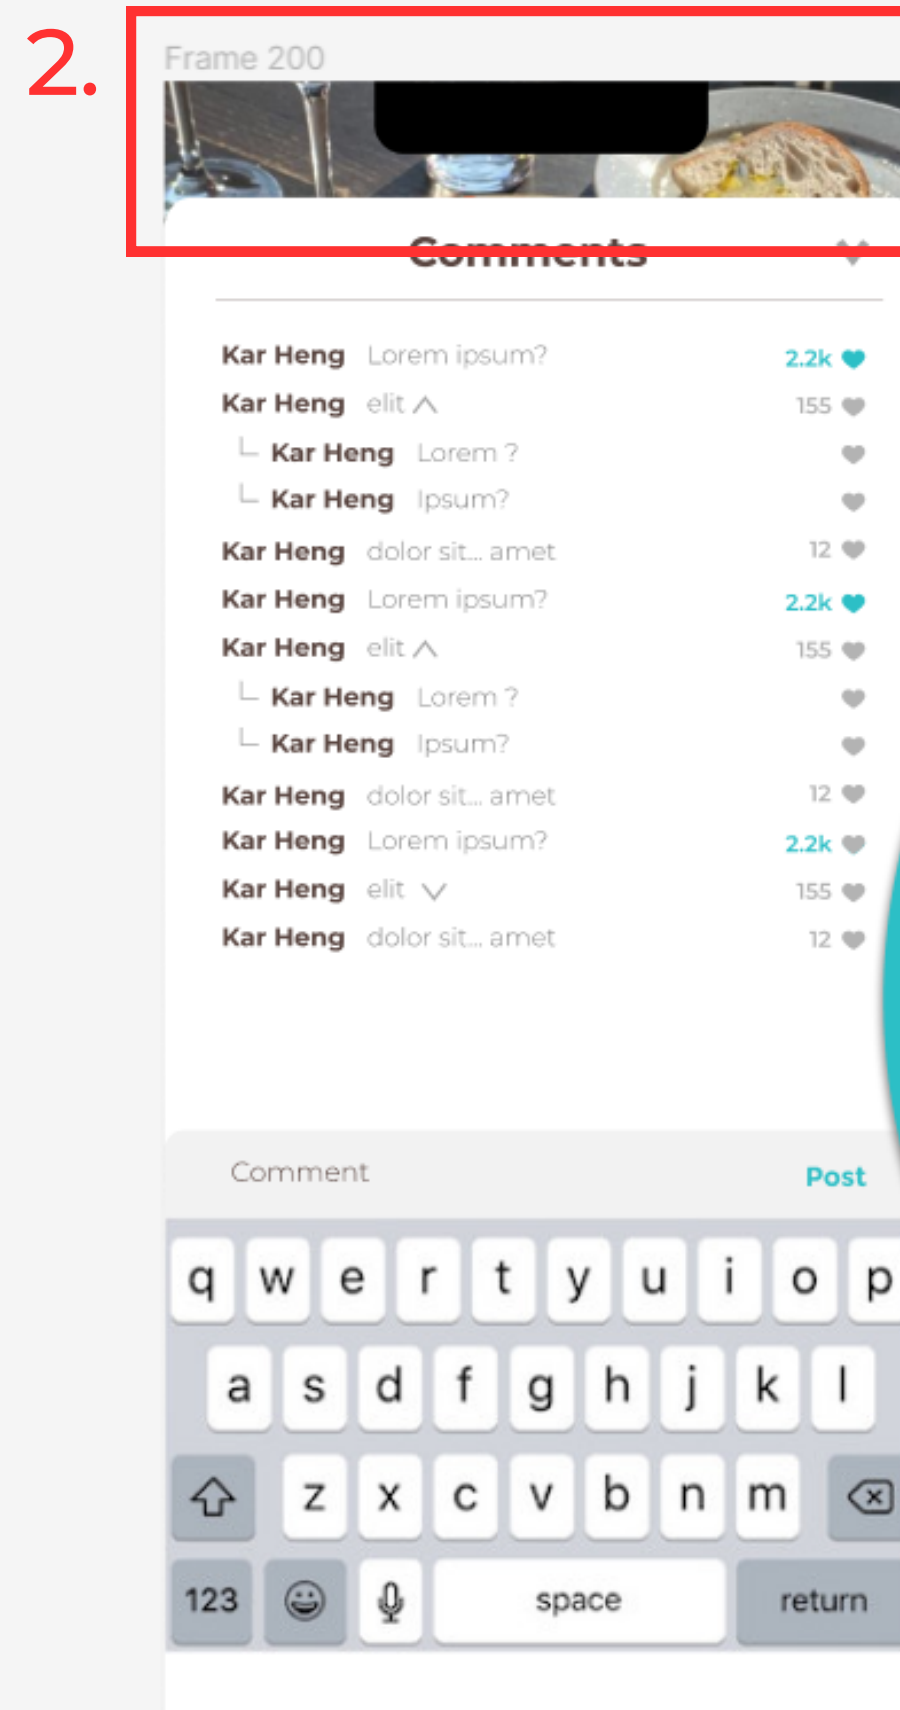 2.
Frame 200
Comments
Kar Heng Lorem ipsum? 2.2k
Kar Heng elit 155
Kar Heng Lorem ?
Kar Heng Ipsum?
Kar Heng dolor sit... amet 12
Kar Heng Lorem ipsum? 2.2k
Kar Heng elit 155
Kar Heng Lorem ?
Kar Heng Ipsum?
Kar Heng dolor sit... amet 12
Kar Heng Lorem ipsum? 2.2k
Kar Heng elit 155
Kar Heng dolor sit... amet 12
Comment Post
q w e r t y u i o p
a s d f g h j k l
z x c v b n m
123 space return